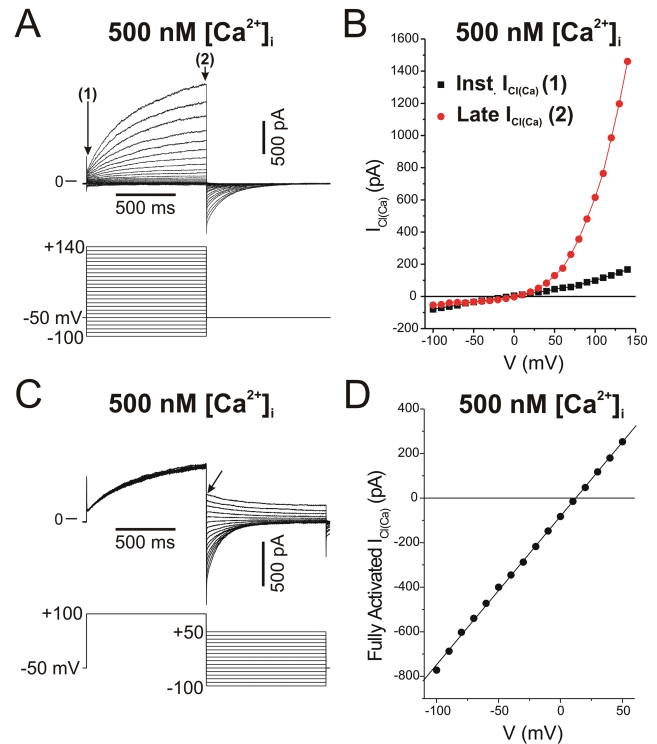 A
500 nM [Ca2+]i
(1)
(2)
500 pA
0
500 ms
+140
-50 mV
-100
B
500 nM [Ca2+]i
Inst. ICl(Ca) (1)
Late ICl(Ca) (2)
ICl(Ca) (pA)
1600
1400
1200
1000
800
600
400
200
0
-200
-100
-50
0
50
100
150
V (mV)
C
500 nM [Ca2+]i
0
500 ms
500 pA
+100
-50 mV
+50
-100
D
500 nM [Ca2+]i
Fully Activated ICl(Ca) (pA)
400
200
0
-200
-400
-600
-800
-100
-50
0
50
V (mV)